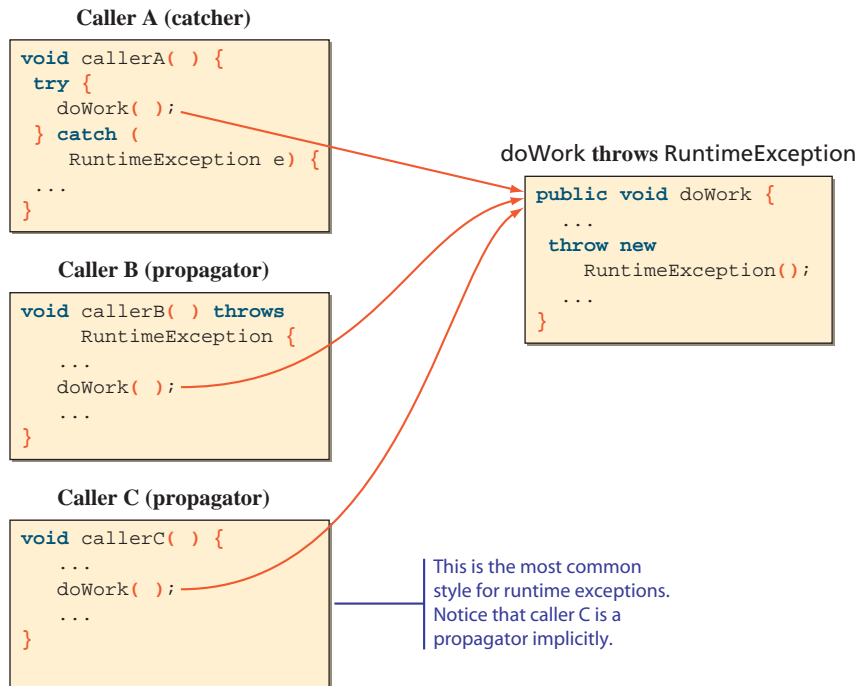 Caller A (catcher)
void callerA( ) {
try {
doWork( );
} catch (
RuntimeException e) {
...
}
doWork throws RuntimeException
public void doWork {
...
throw new
RuntimeException();
...
}
Caller B (propagator)
void callerB( ) throws
RuntimeException {
...
doWork( );
...
}
Caller C (propagator)
void callerC( ) {
...
doWork( );
...
}
This is the most common
style for runtime exceptions.
Notice that caller C is a
propagator implicitly.